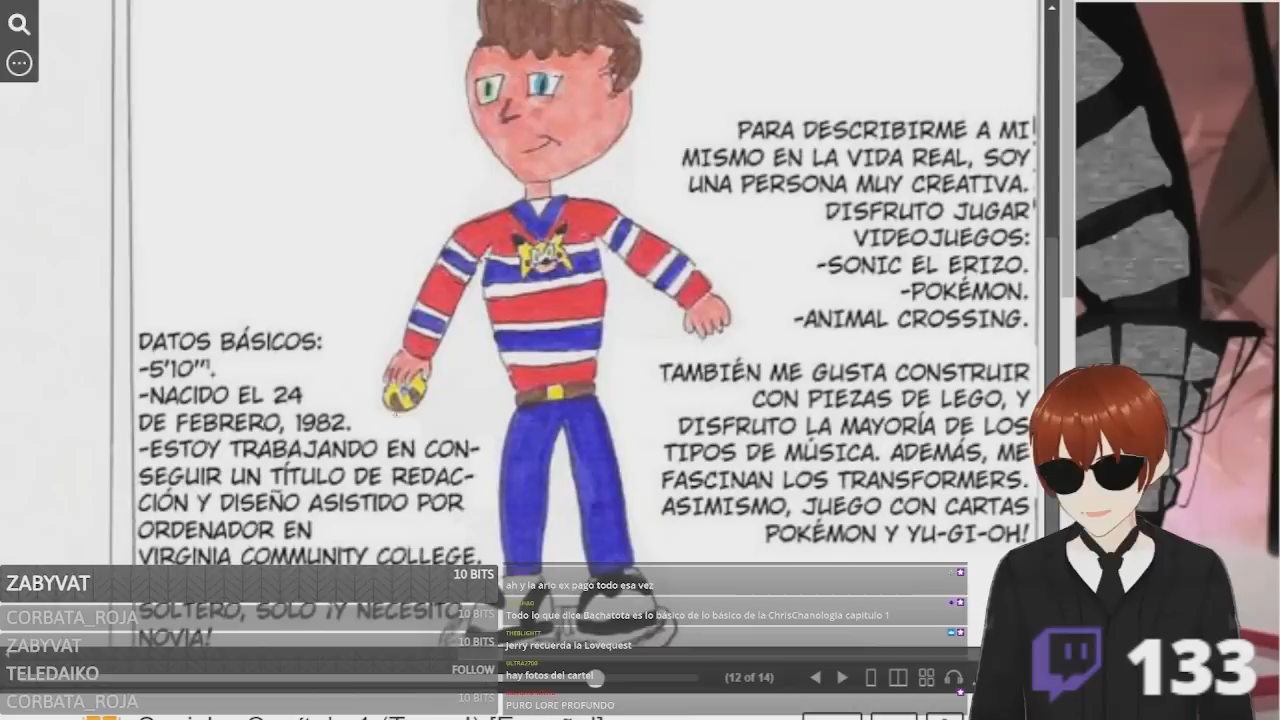 PARA DESCRIBIRME A MI
MISMO EN LA VIDA REAL, SOY
UNA PERSONA MUY CREATIVA.
DISFRUTO JUGAR
VIDEOJUEGOS:
-SONIC EL ERIZO.
-POKÉMON.
-ANIMAL CROSSING.
TAMBIÉN ME GUSTA CONSTRUIR
CON PIEZAS DE LEGO, Y
DISFRUTO LA MAYORÍA DE LOS
TIPOS DE MÚSICA. ADEMÁS, ME
FASCINAN LOS TRANSFORMERS.
ASIMISMO, JUEGO CON CARTAS
POKÉMON Y YU-GI-OH!
DATOS BÁSICOS:
-5'10"".
-NACIDO EL 24
DE FEBRERO, 1982.
-ESTOY TRABAJANDO EN CON-
SEGUIR UN TÍTULO DE REDAC-
CIÓN Y DISEÑO ASISTIDO POR
ORDENADOR EN
VIRGINIA COMMUNITY COLLEGE.
SOLTERO, SOLO ¡Y NECESITO
NOVIA!
ZABYVAT 10 BITS
CORBATA_ROJA 10 BITS
ZABYVAT 10 BITS
TELEDAIKO FOLLOW
CORBATA_ROJA 10 BITS
ah y la ario ex pago todo esa vez
Todo lo que dice Bachatota es lo basico de lo básico de la ChrisChanologia capitulo 1
THEBLIGHTT
Jerry recuerda la Lovequest
ULTRA2700
hay fotos del cartel
PURO LORE PROFUNDO
(12 of 14)
133